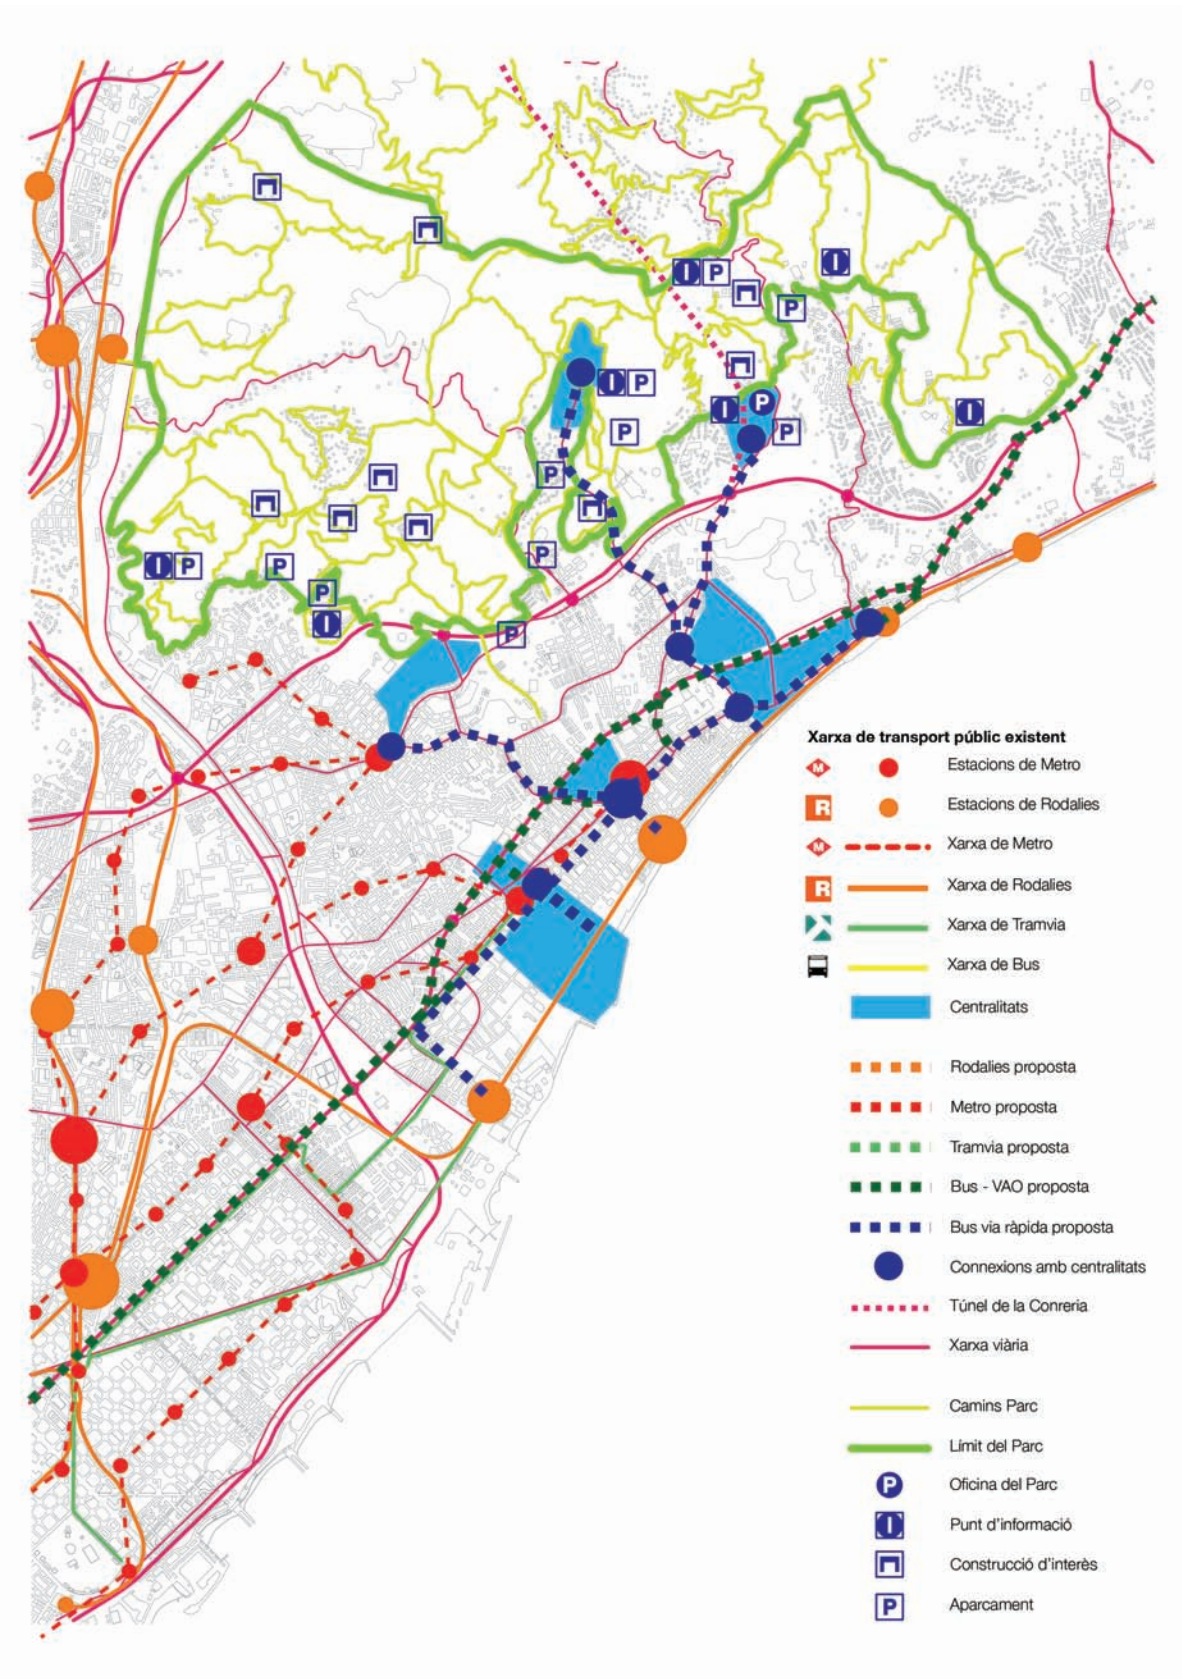 Xarxa de transport públic existent
M Estacions de Metro
R Estacions de Rodalies
M Xarxa de Metro
R Xarxa de Rodalies
Xarxa de Tramvia
Xarxa de Bus
Centralitats
Rodalies proposta
Metro proposta
Tramvia proposta
Bus - VAO proposta
Bus via ràpida proposta
Connexions amb centralitats
Túnel de la Conreria
Xarxa viària
Camins Parc
Límit del Parc
P Oficina del Parc
I Punt d'informació
Construcció d'interès
P Aparcament
I P
I
P
I P
I P
P
P
P
I P
P
P
P
I
P
I